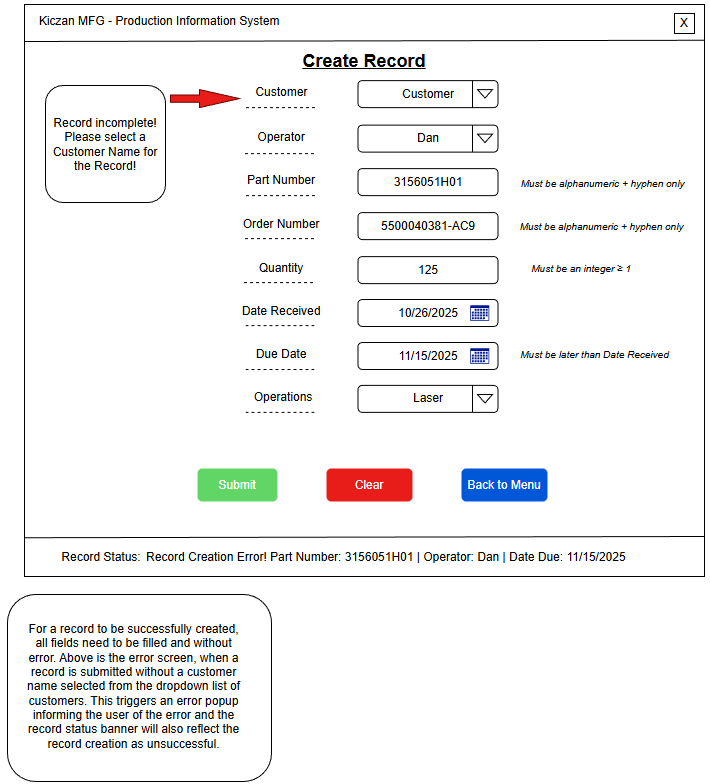 Kiczan MFG - Production Information System
X
Create Record
Customer
Customer
Record incomplete!
Please select a
Customer Name for
the Record!
Operator
Dan
Part Number
3156051H01
Must be alphanumeric + hyphen only
Order Number
5500040381-AC9
Must be alphanumeric + hyphen only
Quantity
125
Must be an integer ≥ 1
Date Received
10/26/2025
Due Date
11/15/2025
Must be later than Date Received
Operations
Laser
Submit
Clear
Back to Menu
Record Status: Record Creation Error! Part Number: 3156051H01 | Operator: Dan | Date Due: 11/15/2025
For a record to be successfully created,
all fields need to be filled and without
error. Above is the error screen, when a
record is submitted without a customer
name selected from the dropdown list of
customers. This triggers an error popup
informing the user of the error and the
record status banner will also reflect the
record creation as unsuccessful.